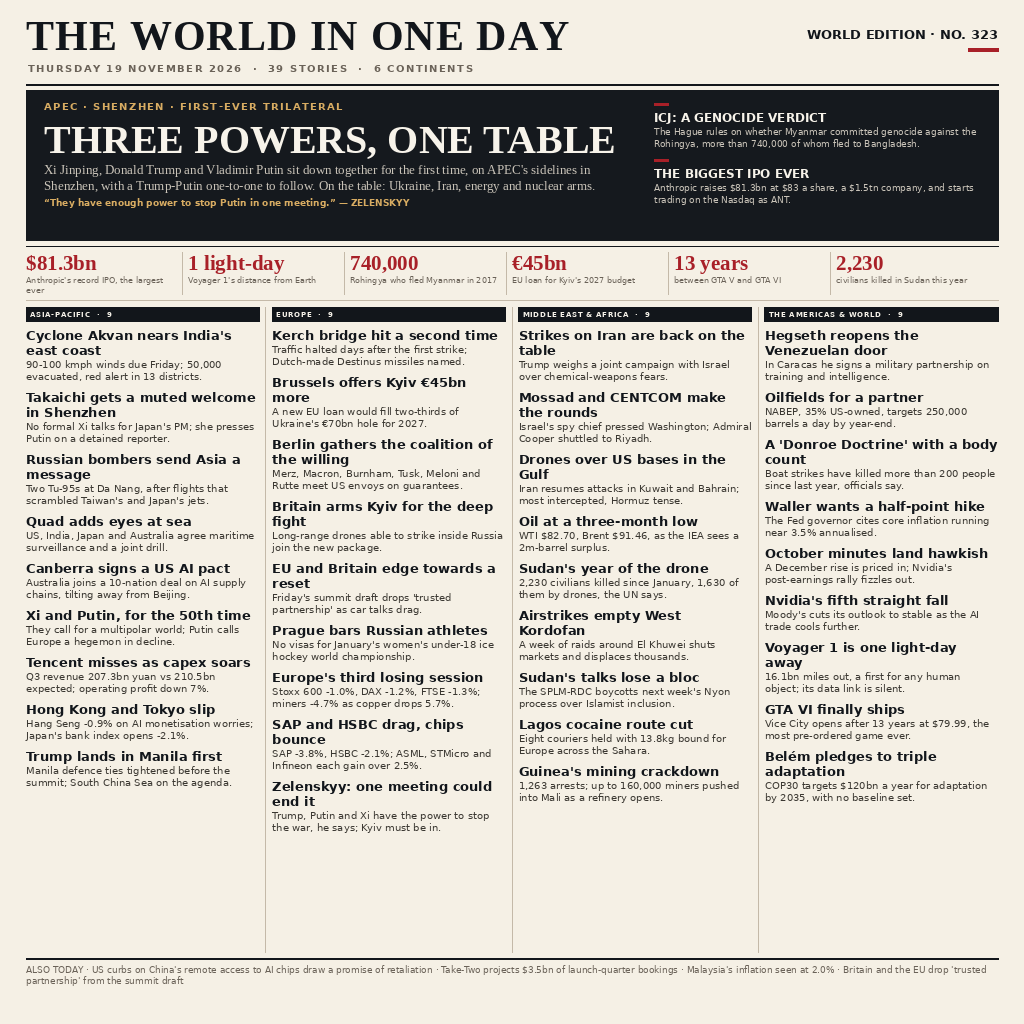 THE WORLD IN ONE DAY
WORLD EDITION · NO. 323
THURSDAY 19 NOVEMBER 2026 · 39 STORIES · 6 CONTINENTS
APEC · SHENZHEN · FIRST-EVER TRILATERAL
THREE POWERS, ONE TABLE
Xi Jinping, Donald Trump and Vladimir Putin sit down together for the first time, on APEC's sidelines in
Shenzhen, with a Trump-Putin one-to-one to follow. On the table: Ukraine, Iran, energy and nuclear arms.
“They have enough power to stop Putin in one meeting.” — ZELENSKYY
ICJ: A GENOCIDE VERDICT
The Hague rules on whether Myanmar committed genocide against the
Rohingya, more than 740,000 of whom fled to Bangladesh.
THE BIGGEST IPO EVER
Anthropic raises $81.3bn at $83 a share, a $1.5tn company, and starts
trading on the Nasdaq as ANT.
$81.3bn
Anthropic's record IPO, the largest
ever
1 light-day
Voyager 1's distance from Earth
740,000
Rohingya who fled Myanmar in 2017
€45bn
EU loan for Kyiv's 2027 budget
13 years
between GTA V and GTA VI
2,230
civilians killed in Sudan this year
ASIA-PACIFIC · 9
Cyclone Akvan nears India's
east coast
90-100 kmph winds due Friday; 50,000
evacuated, red alert in 13 districts.
Takaichi gets a muted welcome
in Shenzhen
No formal Xi talks for Japan's PM; she presses
Putin on a detained reporter.
Russian bombers send Asia a
message
Two Tu-95s at Da Nang, after flights that
scrambled Taiwan's and Japan's jets.
Quad adds eyes at sea
US, India, Japan and Australia agree maritime
surveillance and a joint drill.
Canberra signs a US AI pact
Australia joins a 10-nation deal on AI supply
chains, tilting away from Beijing.
Xi and Putin, for the 50th time
They call for a multipolar world; Putin calls
Europe a hegemon in decline.
Tencent misses as capex soars
Q3 revenue 207.3bn yuan vs 210.5bn
expected; operating profit down 7%.
Hong Kong and Tokyo slip
Hang Seng -0.9% on AI monetisation worries;
Japan's bank index opens -2.1%.
Trump lands in Manila first
Manila defence ties tightened before the
summit; South China Sea on the agenda.
EUROPE · 9
Kerch bridge hit a second time
Traffic halted days after the first strike;
Dutch-made Destinus missiles named.
Brussels offers Kyiv €45bn
more
A new EU loan would fill two-thirds of
Ukraine's €70bn hole for 2027.
Berlin gathers the coalition of
the willing
Merz, Macron, Burnham, Tusk, Meloni and
Rutte meet US envoys on guarantees.
Britain arms Kyiv for the deep
fight
Long-range drones able to strike inside Russia
join the new package.
EU and Britain edge towards a
reset
Friday's summit draft drops 'trusted
partnership' as car talks drag.
Prague bars Russian athletes
No visas for January's women's under-18 ice
hockey world championship.
Europe's third losing session
Stoxx 600 -1.0%, DAX -1.2%, FTSE -1.3%;
miners -4.7% as copper drops 5.7%.
SAP and HSBC drag, chips
bounce
SAP -3.8%, HSBC -2.1%; ASML, STMicro and
Infineon each gain over 2.5%.
Zelenskyy: one meeting could
end it
Trump, Putin and Xi have the power to stop
the war, he says; Kyiv must be in.
MIDDLE EAST & AFRICA · 9
Strikes on Iran are back on the
table
Trump weighs a joint campaign with Israel
over chemical-weapons fears.
Mossad and CENTCOM make
the rounds
Israel's spy chief pressed Washington; Admiral
Cooper shuttled to Riyadh.
Drones over US bases in the
Gulf
Iran resumes attacks in Kuwait and Bahrain;
most intercepted, Hormuz tense.
Oil at a three-month low
WTI $82.70, Brent $91.46, as the IEA sees a
2m-barrel surplus.
Sudan's year of the drone
2,230 civilians killed since January, 1,630 of
them by drones, the UN says.
Airstrikes empty West
Kordofan
A week of raids around El Khuwei shuts
markets and displaces thousands.
Sudan's talks lose a bloc
The SPLM-RDC boycotts next week's Nyon
process over Islamist inclusion.
Lagos cocaine route cut
Eight couriers held with 13.8kg bound for
Europe across the Sahara.
Guinea's mining crackdown
1,263 arrests; up to 160,000 miners pushed
into Mali as a refinery opens.
THE AMERICAS & WORLD · 9
Hegseth reopens the
Venezuelan door
In Caracas he signs a military partnership on
training and intelligence.
Oilfields for a partner
NABEP, 35% US-owned, targets 250,000
barrels a day by year-end.
A 'Donroe Doctrine' with a body
count
Boat strikes have killed more than 200 people
since last year, officials say.
Waller wants a half-point hike
The Fed governor cites core inflation running
near 3.5% annualised.
October minutes land hawkish
A December rise is priced in; Nvidia's
post-earnings rally fizzles out.
Nvidia's fifth straight fall
Moody's cuts its outlook to stable as the AI
trade cools further.
Voyager 1 is one light-day
away
16.1bn miles out, a first for any human
object; its data link is silent.
GTA VI finally ships
Vice City opens after 13 years at $79.99, the
most pre-ordered game ever.
Belém pledges to triple
adaptation
COP30 targets $120bn a year for adaptation
by 2035, with no baseline set.
ALSO TODAY · US curbs on China's remote access to AI chips draw a promise of retaliation · Take-Two projects $3.5bn of launch-quarter bookings · Malaysia's inflation seen at 2.0% · Britain and the EU drop 'trusted
partnership' from the summit draft